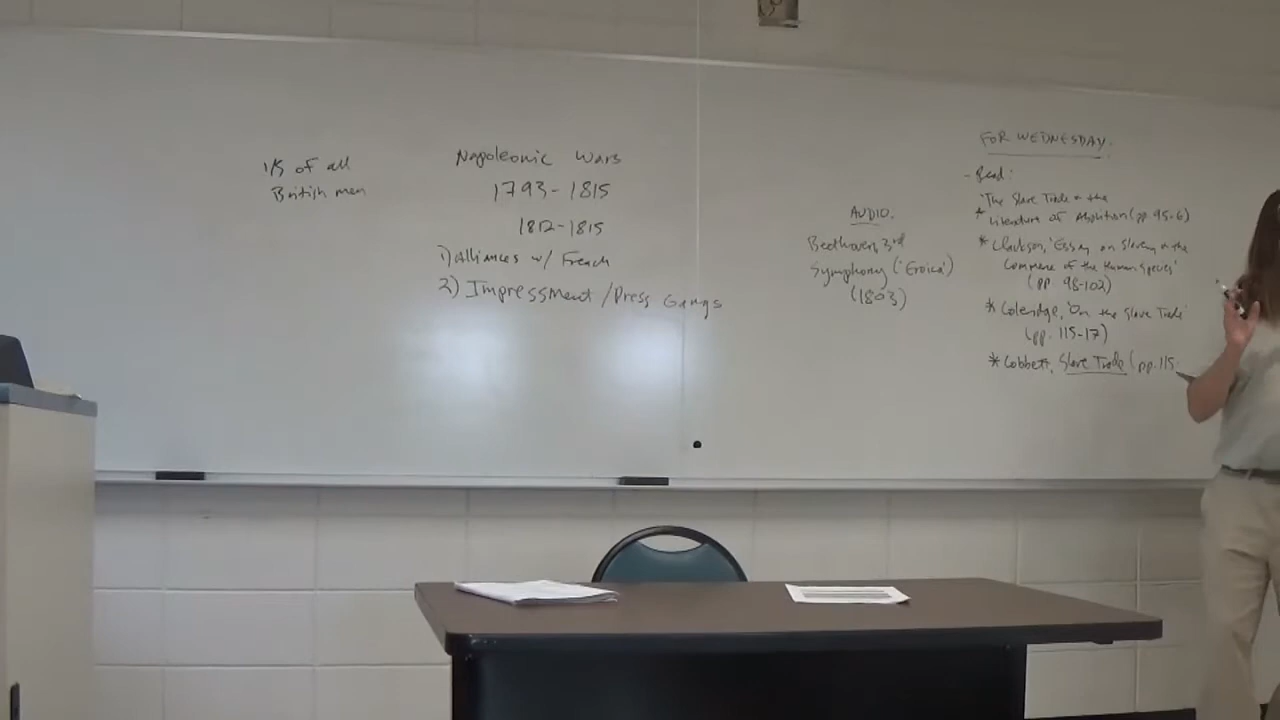 1/5 of all
British men
Napoleonic Wars
1793-1815
1812-1815
1) Alliances w/ French
2) Impressment / Press Gangs
AUDIO.
Beethoven, 3rd
Symphony ('Eroica')
(1803)
FOR WEDNESDAY.
- Read:
* 'The Slave Trade & the
Literature of Abolition (pp. 95-6)
* Clarkson, 'Essay on Slavery & the
Commerce of the Human Species'
(pp. 98-102)
* Coleridge, 'On the Slave Trade'
(pp. 115-17)
* Cobbett, Slave Trade (pp. 115-